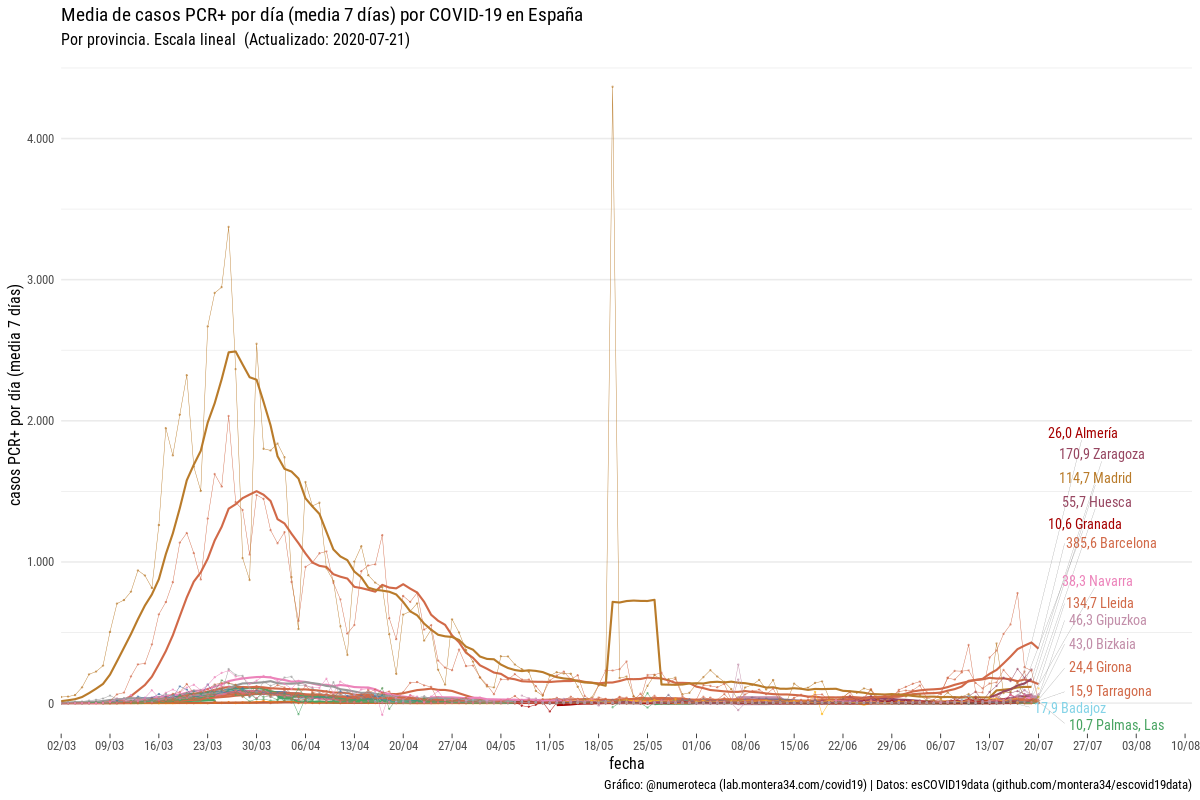 Media de casos PCR+ por día (media 7 días) por COVID-19 en España
Por provincia. Escala lineal (Actualizado: 2020-07-21)
casos PCR+ por día (media 7 días)
4.000
3.000
2.000
1.000
0
26,0 Almería
170,9 Zaragoza
114,7 Madrid
55,7 Huesca
10,6 Granada
385,6 Barcelona
38,3 Navarra
134,7 Lleida
46,3 Gipuzkoa
43,0 Bizkaia
24,4 Girona
15,9 Tarragona
17,9 Badajoz
10,7 Palmas, Las
02/03 09/03 16/03 23/03 30/03 06/04 13/04 20/04 27/04 04/05 11/05 18/05 25/05 01/06 08/06 15/06 22/06 29/06 06/07 13/07 20/07 27/07 03/08 10/08
fecha
Gráfico: @numeroteca (lab.montera34.com/covid19) | Datos: esCOVID19data (github.com/montera34/escovid19data)